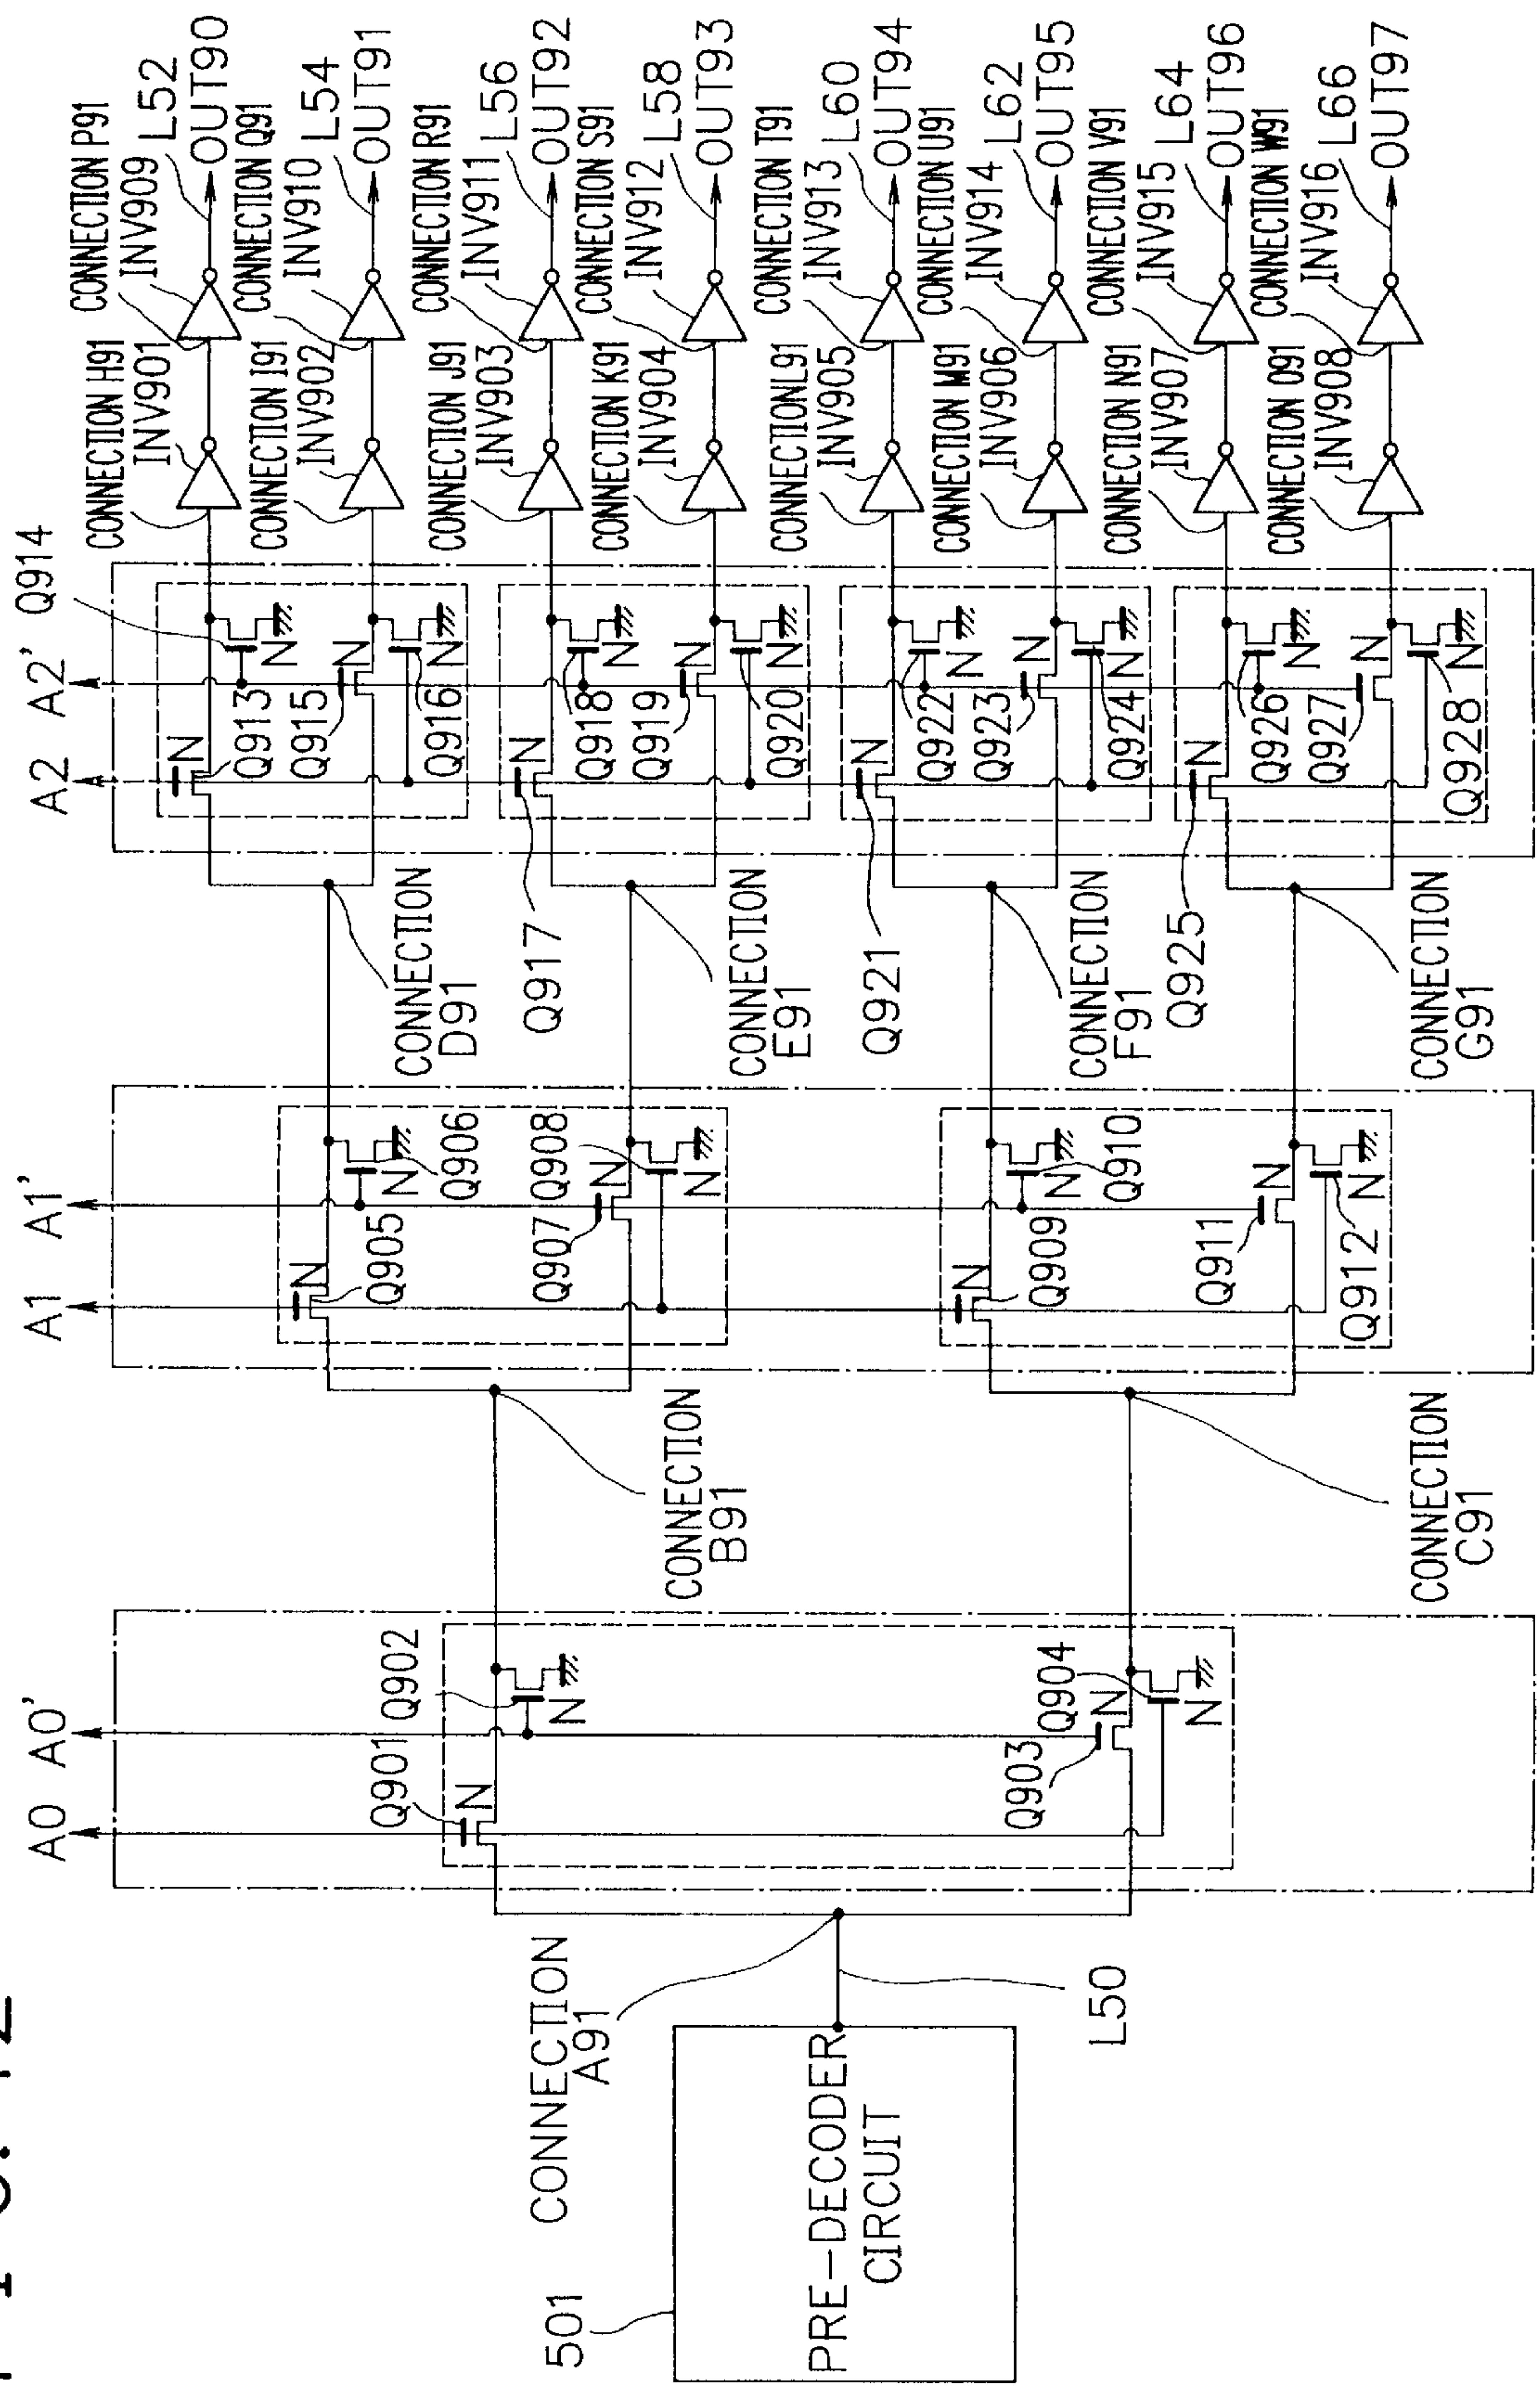 CONNECTION P91
INV909
L52
OUT90
CONNECTION H91
INV901
CONNECTION Q91
INV910
L54
OUT91
CONNECTION I91
INV902
CONNECTION R91
INV911
L56
OUT92
CONNECTION J91
INV903
CONNECTION S91
INV912
L58
OUT93
CONNECTION K91
INV904
CONNECTION T91
INV913
L60
OUT94
CONNECTIONL91
INV905
CONNECTION U91
INV914
L62
OUT95
CONNECTION M91
INV906
CONNECTION V91
INV915
L64
OUT96
CONNECTION N91
INV907
CONNECTION W91
INV916
L66
OUT97
CONNECTION O91
INV908
A2
A2'
Q914
N
Q913
N
Q915
N
Q916
N
Q917
N
Q918
N
Q919
N
Q920
N
Q921
N
Q922
N
Q923
N
Q924
N
Q925
N
Q926
N
Q927
N
Q928
N
CONNECTION
D91
CONNECTION
E91
CONNECTION
F91
CONNECTION
G91
A1
A1'
Q905
N
Q906
N
Q907
N
Q908
N
Q909
N
Q910
N
Q911
N
Q912
N
CONNECTION
B91
CONNECTION
C91
A0
A0'
Q901
N
Q902
N
Q903
N
Q904
N
CONNECTION
A91
L50
501
PRE-DECODER
CIRCUIT